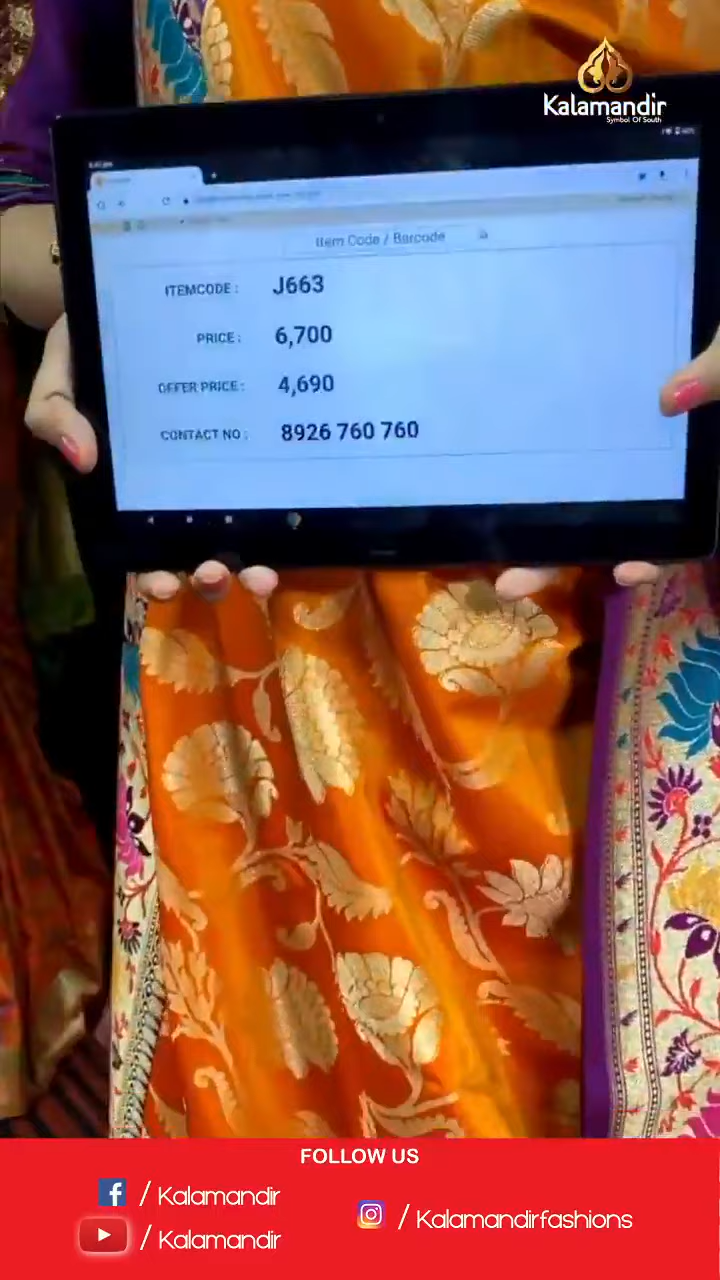 Kalamandir
Symbol Of South
Item Code / Barcode
ITEMCODE : J663
PRICE : 6,700
OFFER PRICE : 4,690
CONTACT NO : 8926 760 760
FOLLOW US
/ Kalamandir
/ Kalamandirfashions
/ Kalamandir